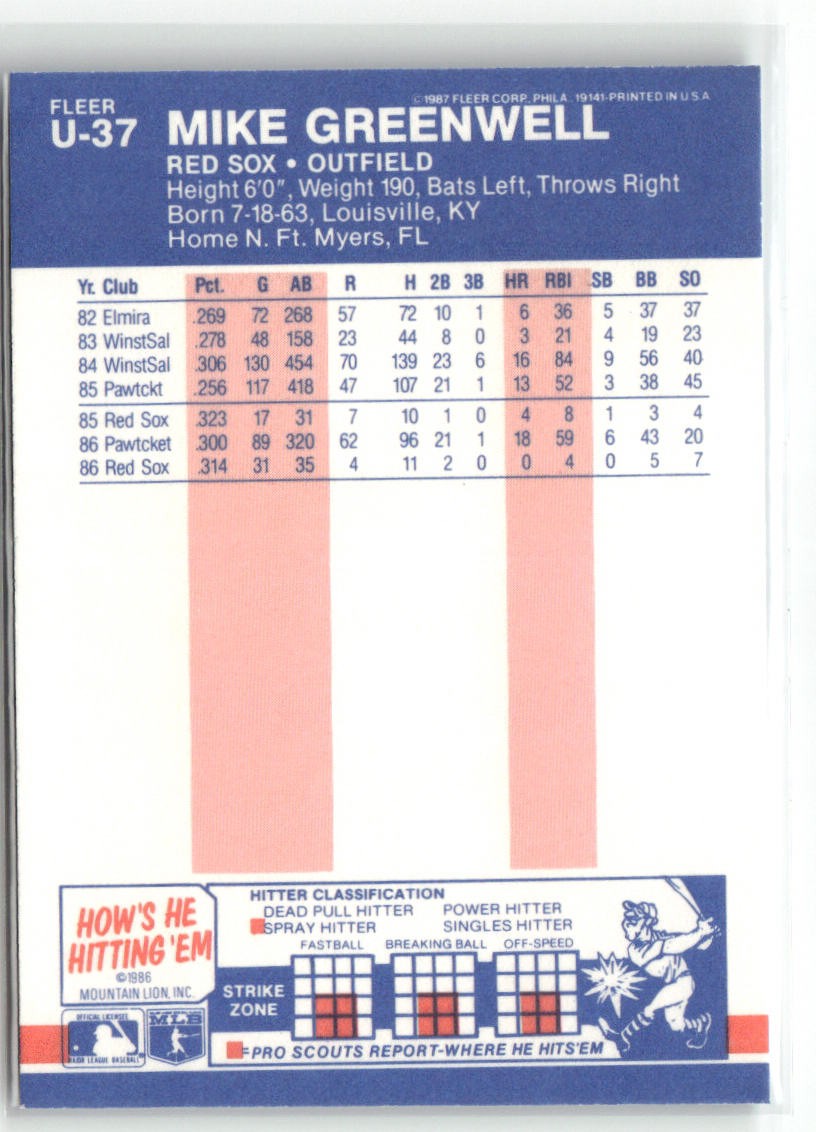 FLEER
©1987 FLEER CORP., PHILA., 19141-PRINTED IN U.S.A.
U-37 MIKE GREENWELL
RED SOX • OUTFIELD
Height 6'0", Weight 190, Bats Left, Throws Right
Born 7-18-63, Louisville, KY
Home N. Ft. Myers, FL
Yr. Club Pct. G AB R H 2B 3B HR RBI SB BB SO
82 Elmira .269 72 268 57 72 10 1 6 36 5 37 37
83 WinstSal .278 48 158 23 44 8 0 3 21 4 19 23
84 WinstSal .306 130 454 70 139 23 6 16 84 9 56 40
85 Pawtckt .256 117 418 47 107 21 1 13 52 3 38 45
85 Red Sox .323 17 31 7 10 1 0 4 8 1 3 4
86 Pawtcket .300 89 320 62 96 21 1 18 59 6 43 20
86 Red Sox .314 31 35 4 11 2 0 0 4 0 5 7
HOW'S HE
HITTING 'EM
©1986
MOUNTAIN LION, INC.
HITTER CLASSIFICATION
DEAD PULL HITTER POWER HITTER
SPRAY HITTER SINGLES HITTER
FASTBALL BREAKING BALL OFF-SPEED
STRIKE
ZONE
=PRO SCOUTS REPORT-WHERE HE HITS'EM
OFFICIAL LICENSEE
MAJOR LEAGUE BASEBALL
MLB